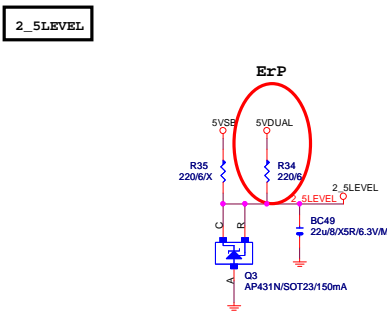 2_5LEVEL
ErP
5VSB
5VDUAL
R35
220/6/X
R34
220/6
2_5LEVEL
2_5LEVEL
BC49
22u/8/X5R/6.3V/M
C
R
A
Q3
AP431N/SOT23/150mA